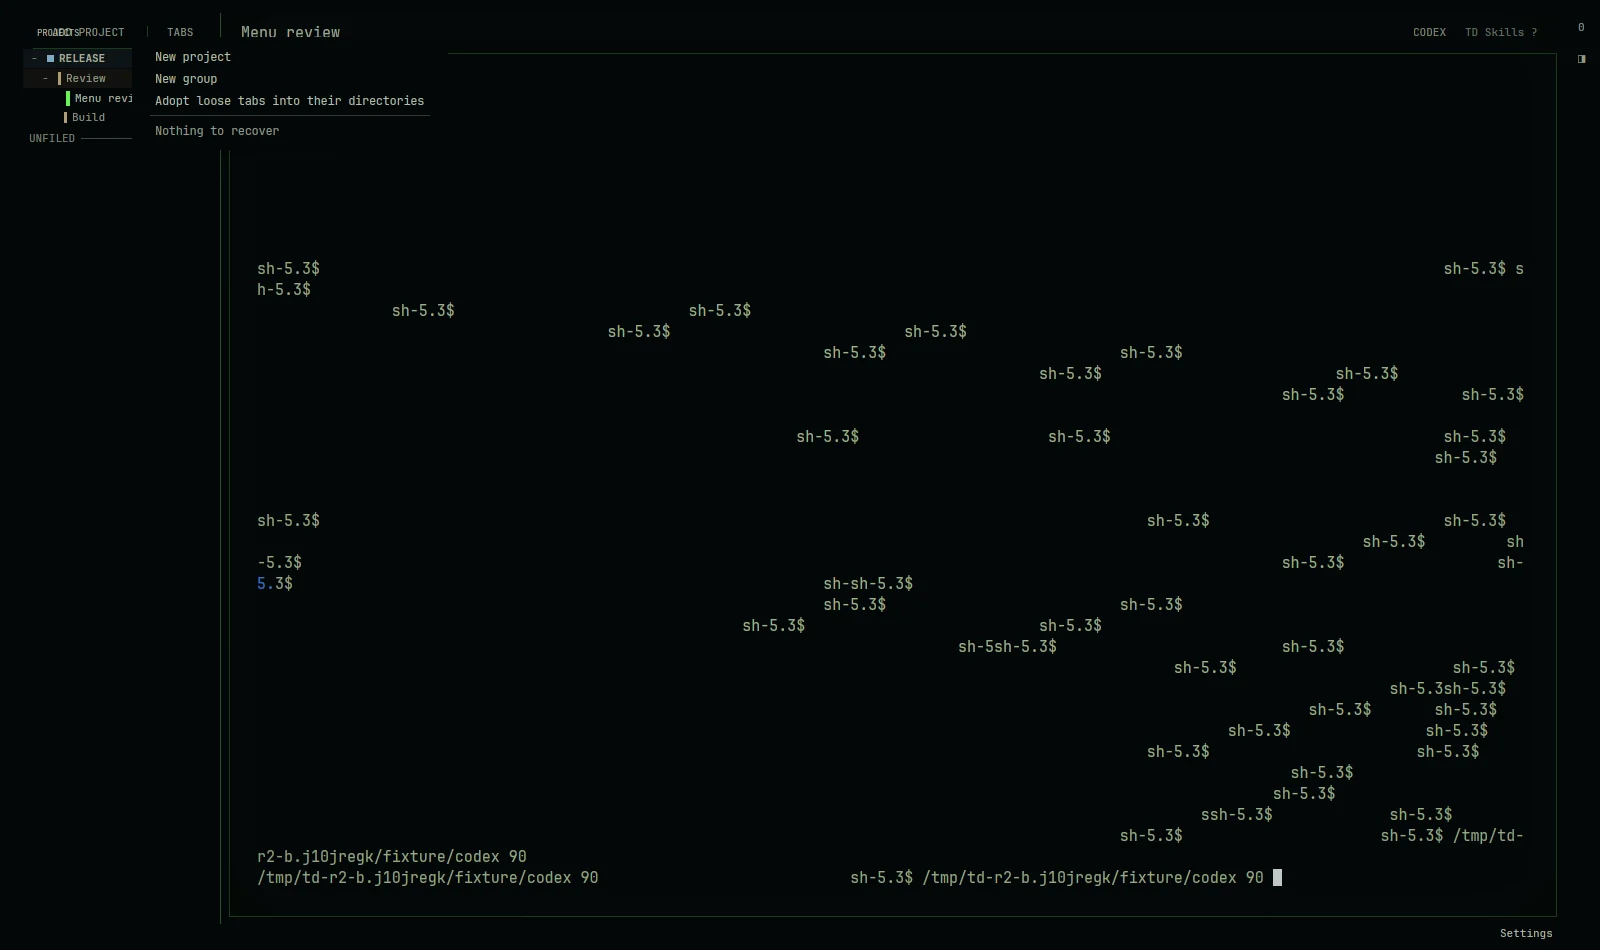 PROJECTS ADD PROJECT | TABS Menu review CODEX TD Skills ? 0
- RELEASE
- Review
Menu revi
Build
UNFILED
New project
New group
Adopt loose tabs into their directories
Nothing to recover
sh-5.3$ sh-5.3$ s
h-5.3$
sh-5.3$ sh-5.3$
sh-5.3$ sh-5.3$
sh-5.3$ sh-5.3$
sh-5.3$ sh-5.3$
sh-5.3$ sh-5.3$
sh-5.3$ sh-5.3$ sh-5.3$
sh-5.3$
sh-5.3$ sh-5.3$ sh-5.3$
sh-5.3$ sh
-5.3$ sh-5.3$ sh-
5.3$ sh-sh-5.3$
sh-5.3$ sh-5.3$
sh-5.3$ sh-5.3$
sh-5sh-5.3$ sh-5.3$
sh-5.3$ sh-5.3$
sh-5.3sh-5.3$
sh-5.3$ sh-5.3$
sh-5.3$ sh-5.3$
sh-5.3$ sh-5.3$
sh-5.3$
sh-5.3$
ssh-5.3$ sh-5.3$
sh-5.3$ sh-5.3$ /tmp/td-
r2-b.j10jregk/fixture/codex 90
/tmp/td-r2-b.j10jregk/fixture/codex 90 sh-5.3$ /tmp/td-r2-b.j10jregk/fixture/codex 90
Settings